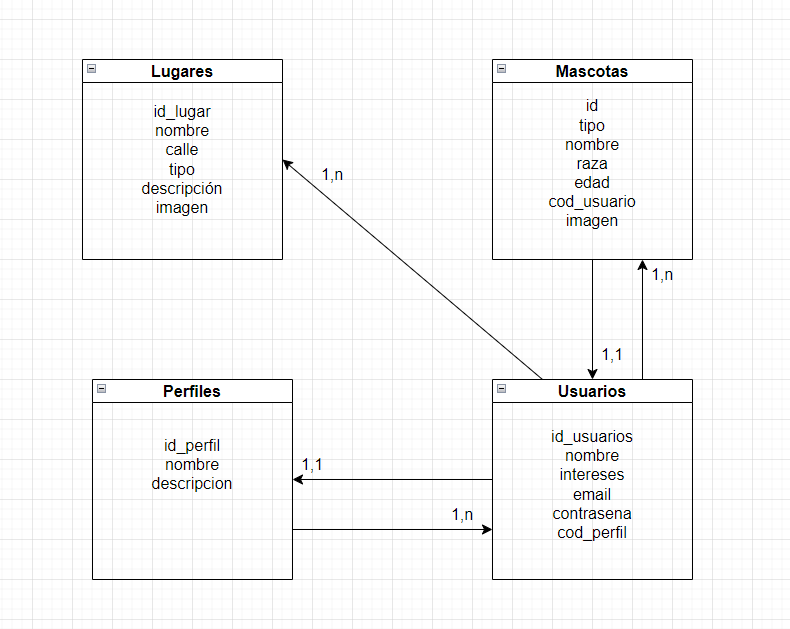 Lugares
id_lugar
nombre
calle
tipo
descripción
imagen
1,n
Mascotas
id
tipo
nombre
raza
edad
cod_usuario
imagen
1,n
1,1
Perfiles
id_perfil
nombre
descripcion
1,1
1,n
Usuarios
id_usuarios
nombre
intereses
email
contrasena
cod_perfil